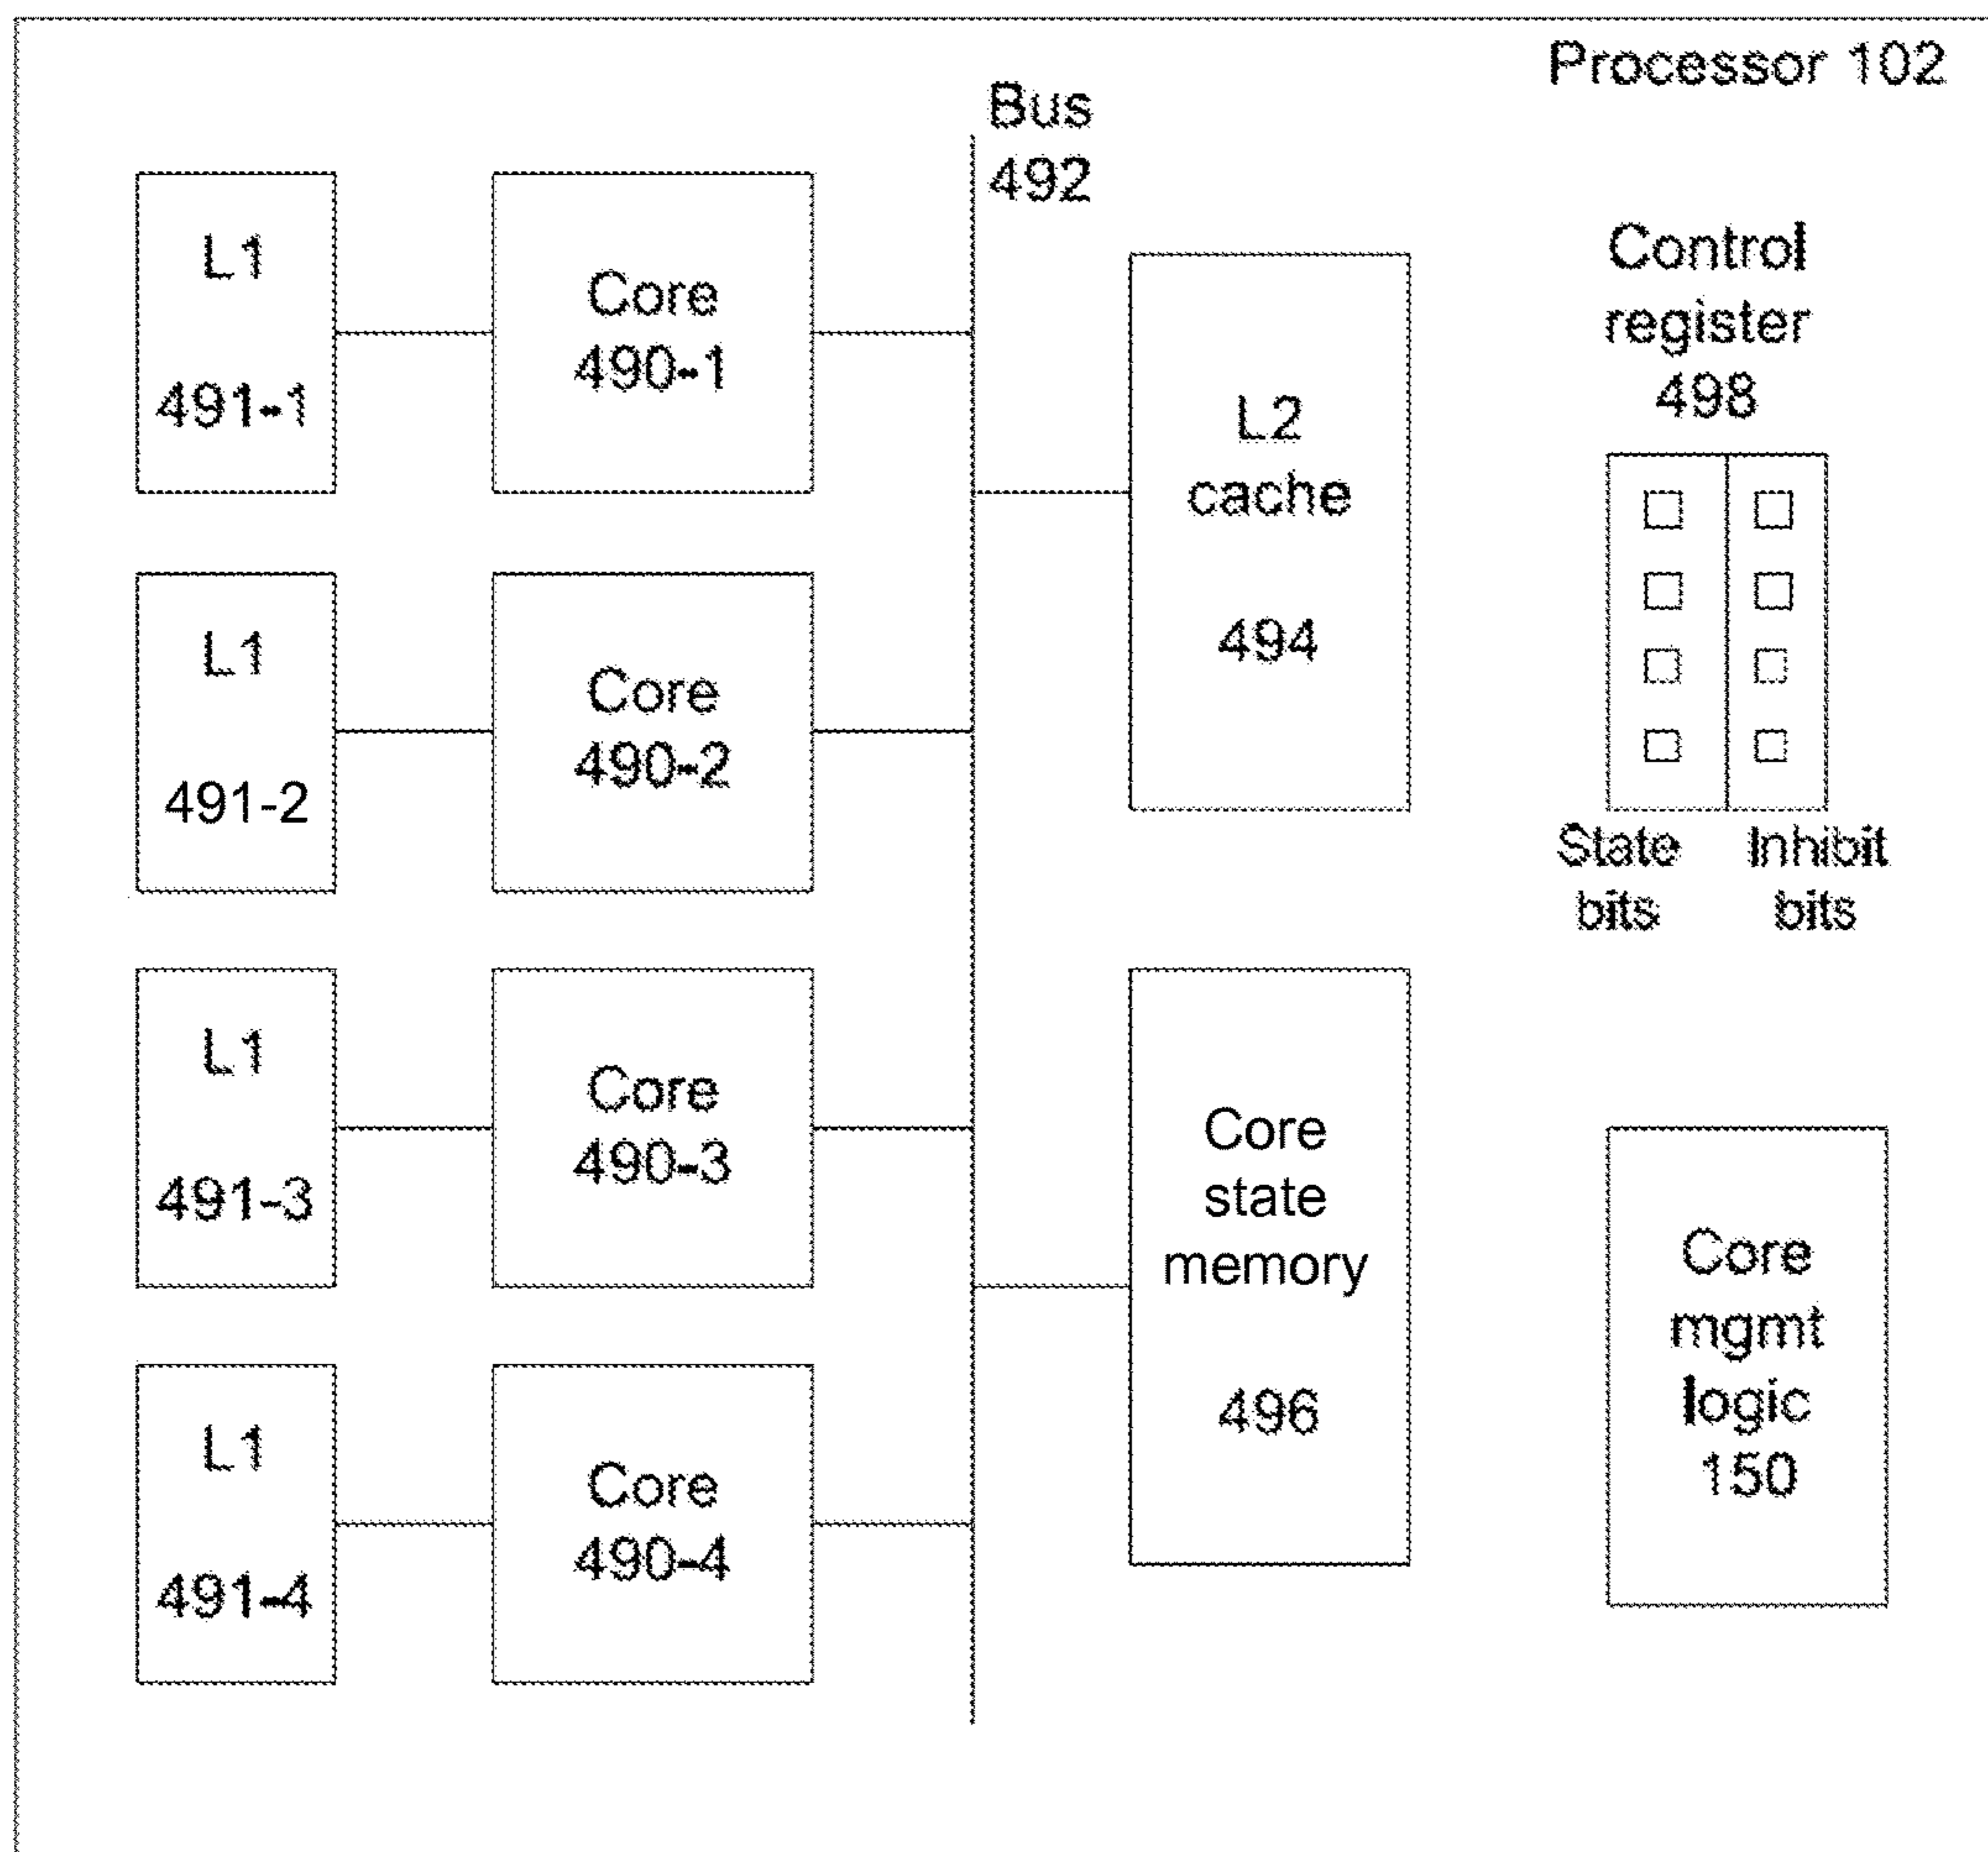 Processor 102
Bus
492
L1
491-1
Core
490-1
L2
cache
494
Control
register
498
State
bits
Inhibit
bits
L1
491-2
Core
490-2
L1
491-3
Core
490-3
Core
state
memory
496
Core
mgmt
logic
150
L1
491-4
Core
490-4